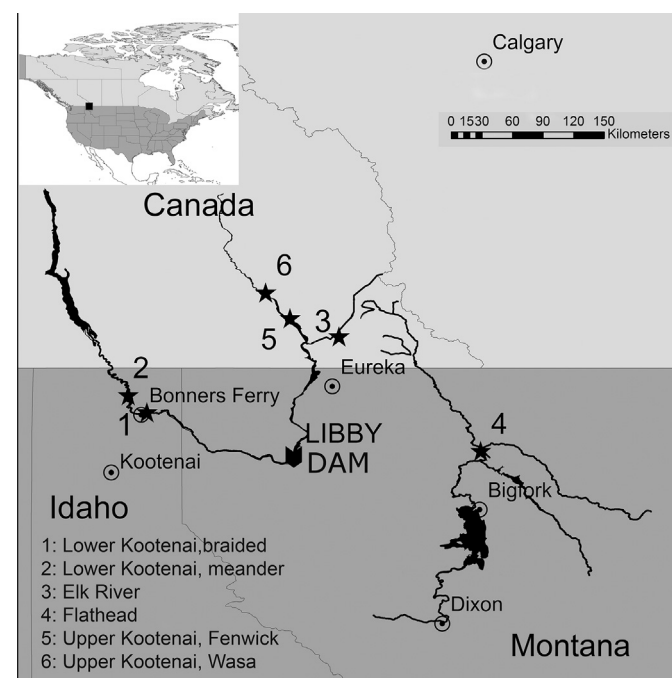 Calgary
0 1530 60 90 120 150
Kilometers
Canada
6
5
3
Eureka
2
Bonners Ferry
1
4
LIBBY
DAM
Kootenai
Bigfork
Idaho
1: Lower Kootenai,braided
2: Lower Kootenai, meander
3: Elk River
4: Flathead
5: Upper Kootenai, Fenwick
6: Upper Kootenai, Wasa
Dixon
Montana